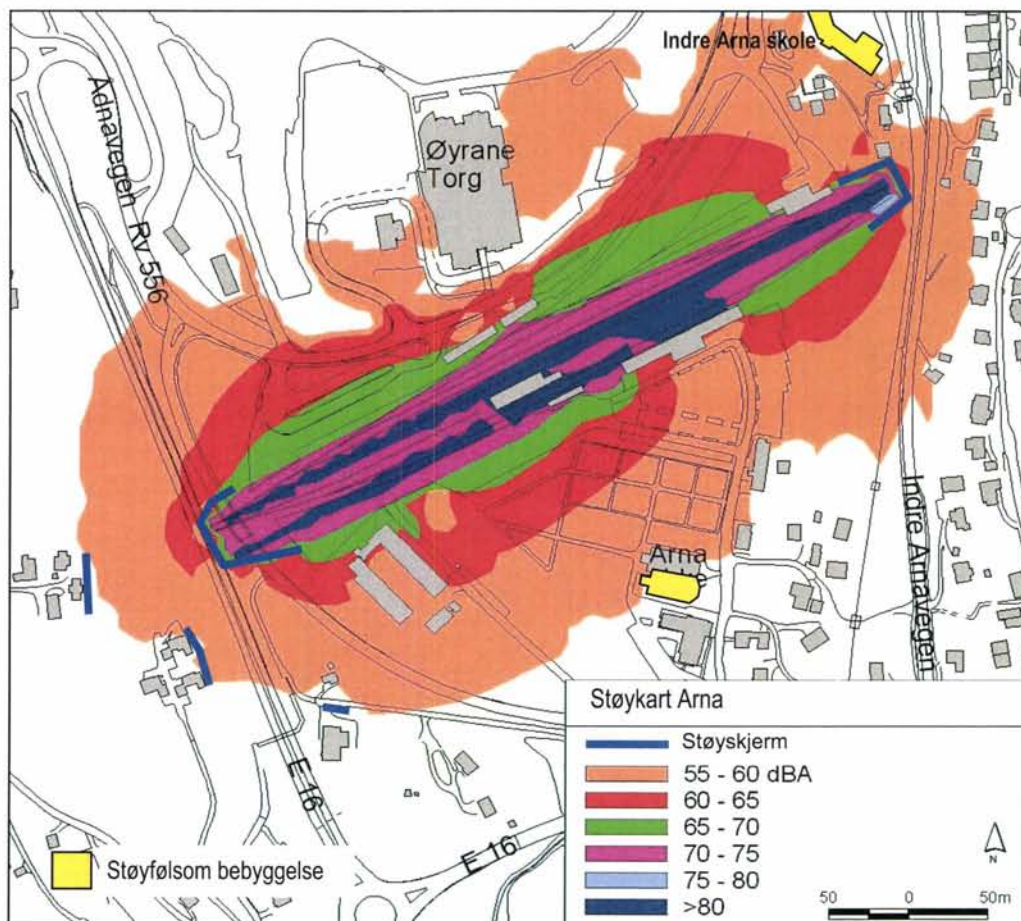 Indre Arna skole
Ådnavegen Rv 556
Øyrane
Torg
Arna
Indre Arnavegen
E 16
E 16
Støykart Arna
Støyskjerm
55 - 60 dBA
60 - 65
65 - 70
70 - 75
75 - 80
>80
N
50 0 50m
Støyfølsom bebyggelse